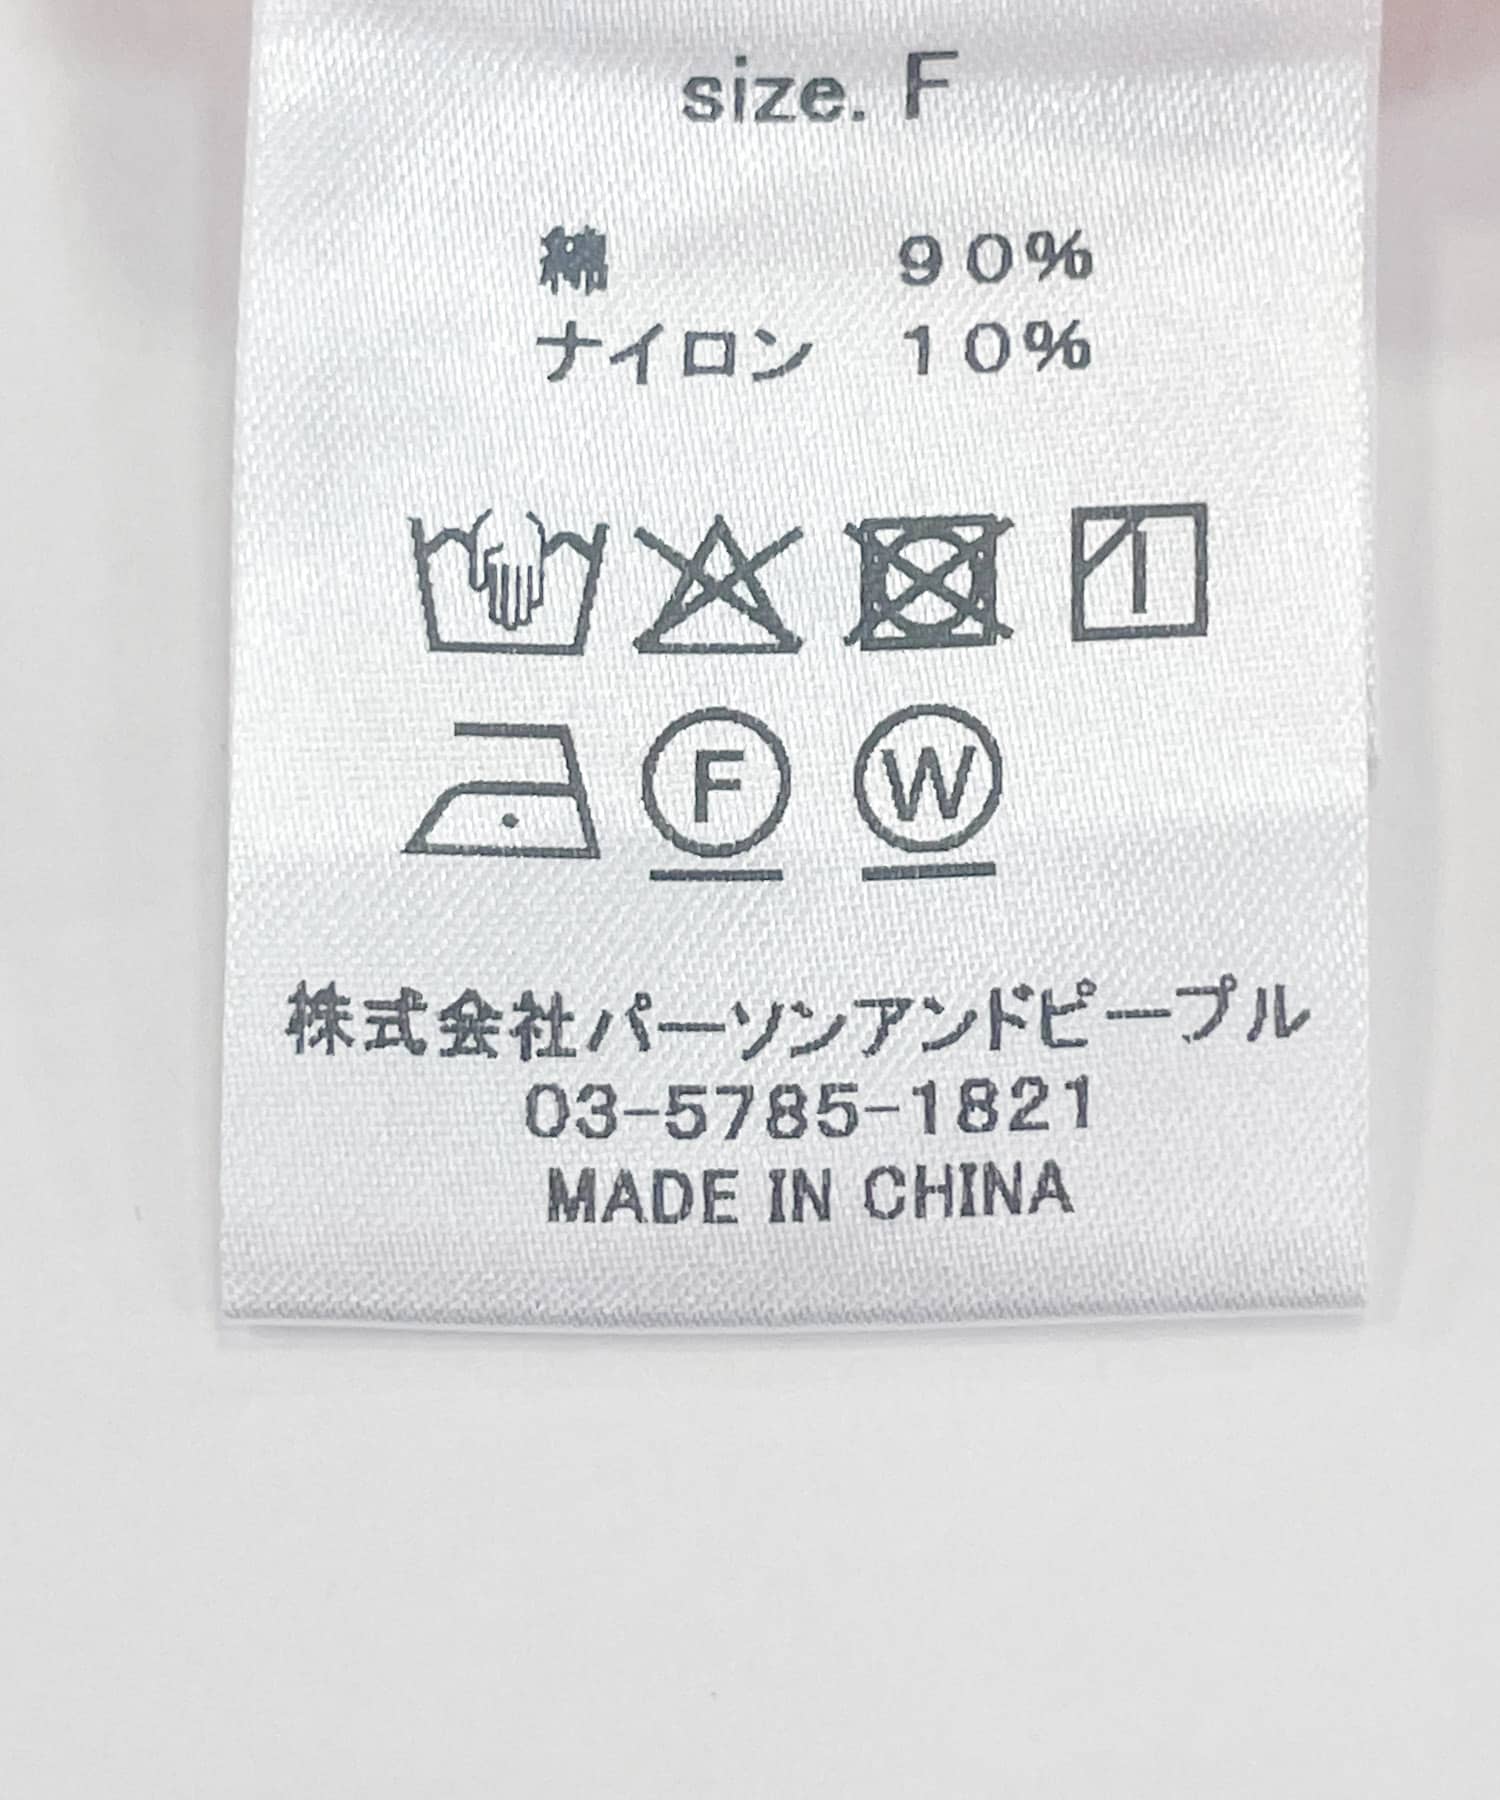 size. F
綿 90%
ナイロン 10%
F W
株式会社パーソンアンドピープル
03-5785-1821
MADE IN CHINA